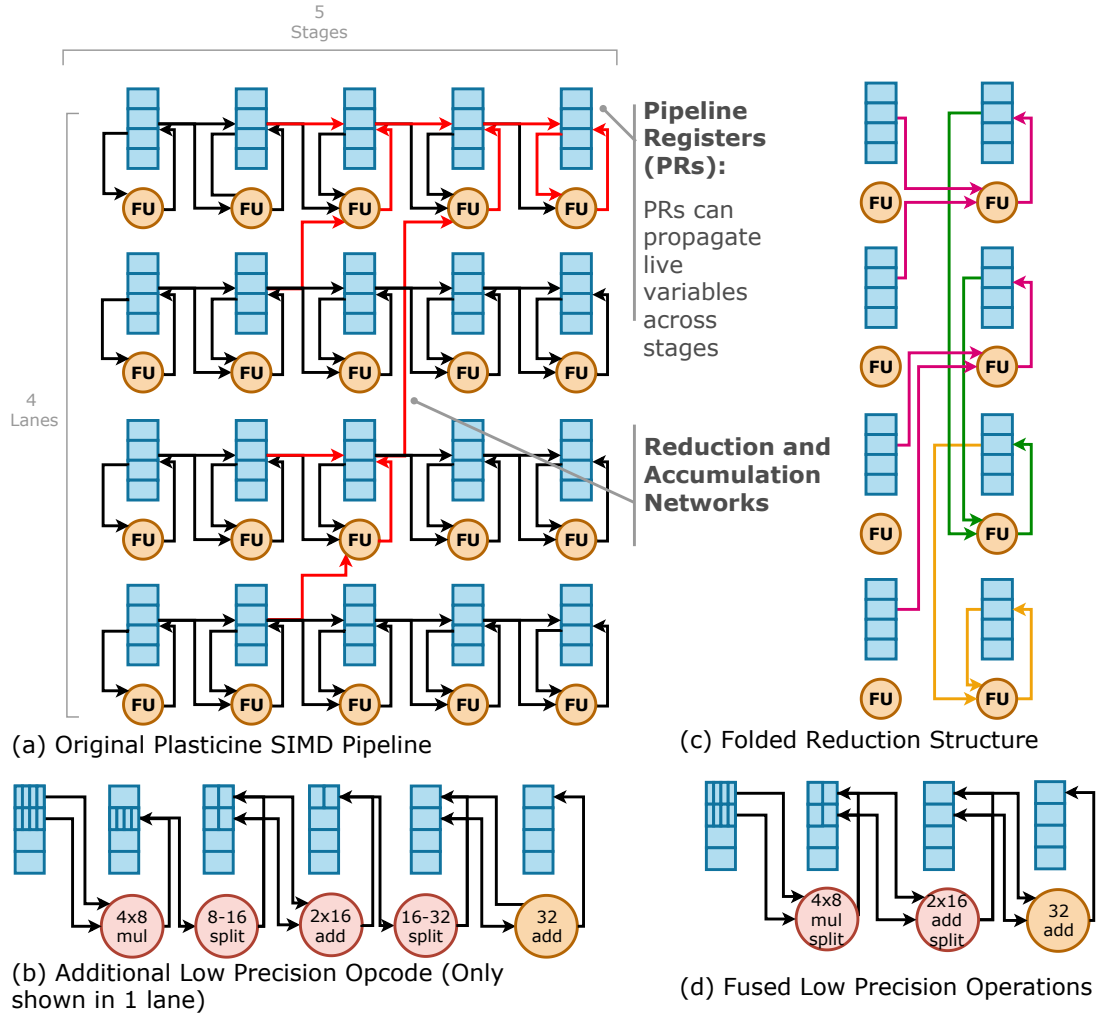 5
Stages
4
Lanes
FU FU FU FU FU
FU FU FU FU FU
FU FU FU FU FU
FU FU FU FU FU
Pipeline
Registers
(PRs):
PRs can
propagate
live
variables
across
stages
Reduction and
Accumulation
Networks
FU FU
FU FU
FU FU
FU FU
(a) Original Plasticine SIMD Pipeline
(c) Folded Reduction Structure
4x8
mul
8-16
split
2x16
add
16-32
split
32
add
(b) Additional Low Precision Opcode (Only
shown in 1 lane)
4x8
mul
split
2x16
add
split
32
add
(d) Fused Low Precision Operations